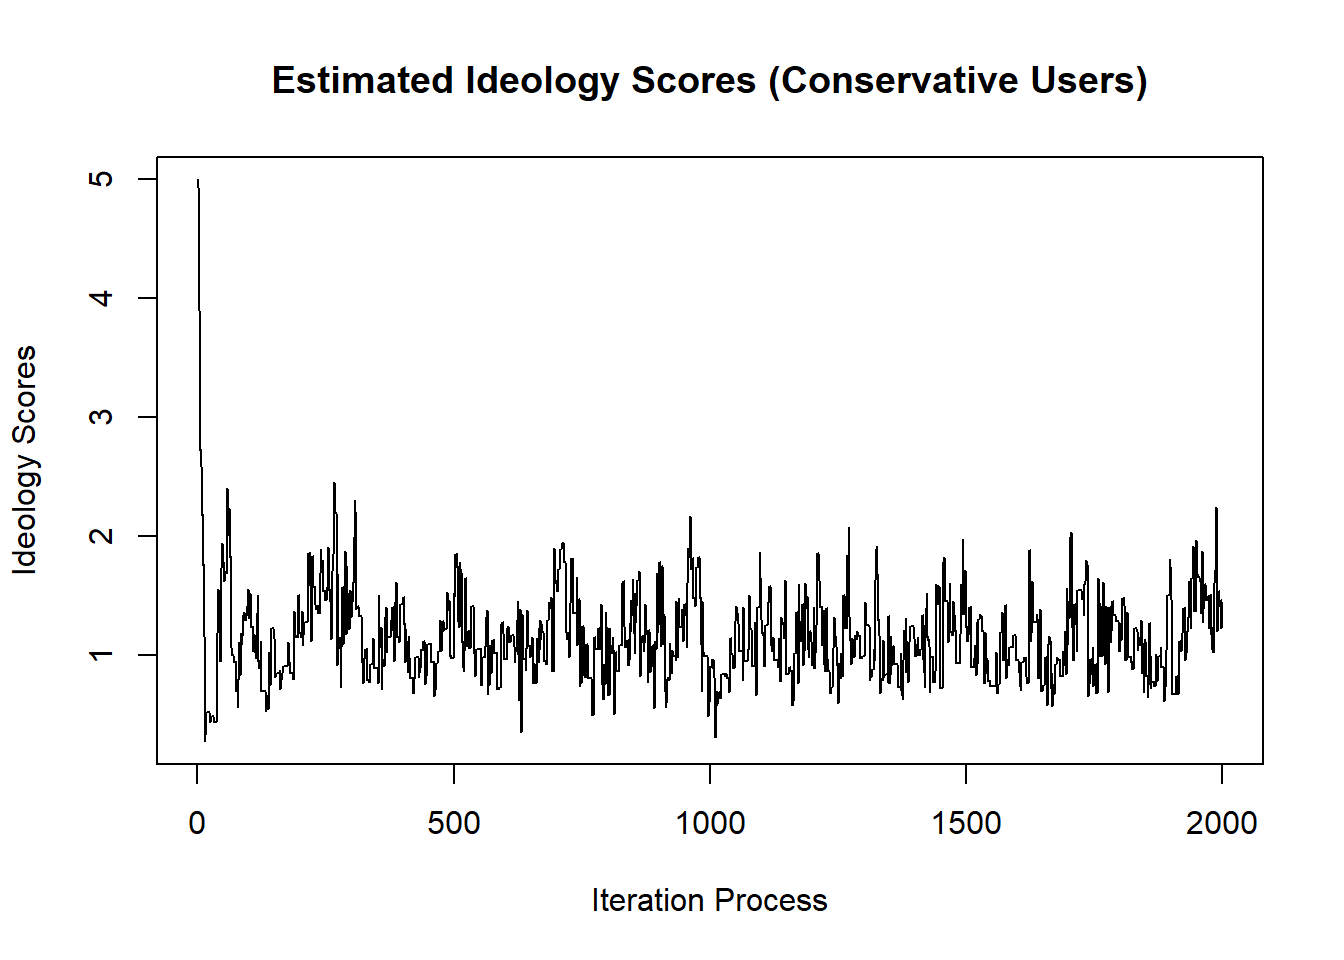 Estimated Ideology Scores (Conservative Users)
Ideology Scores
5
4
3
2
1
0 500 1000 1500 2000
Iteration Process